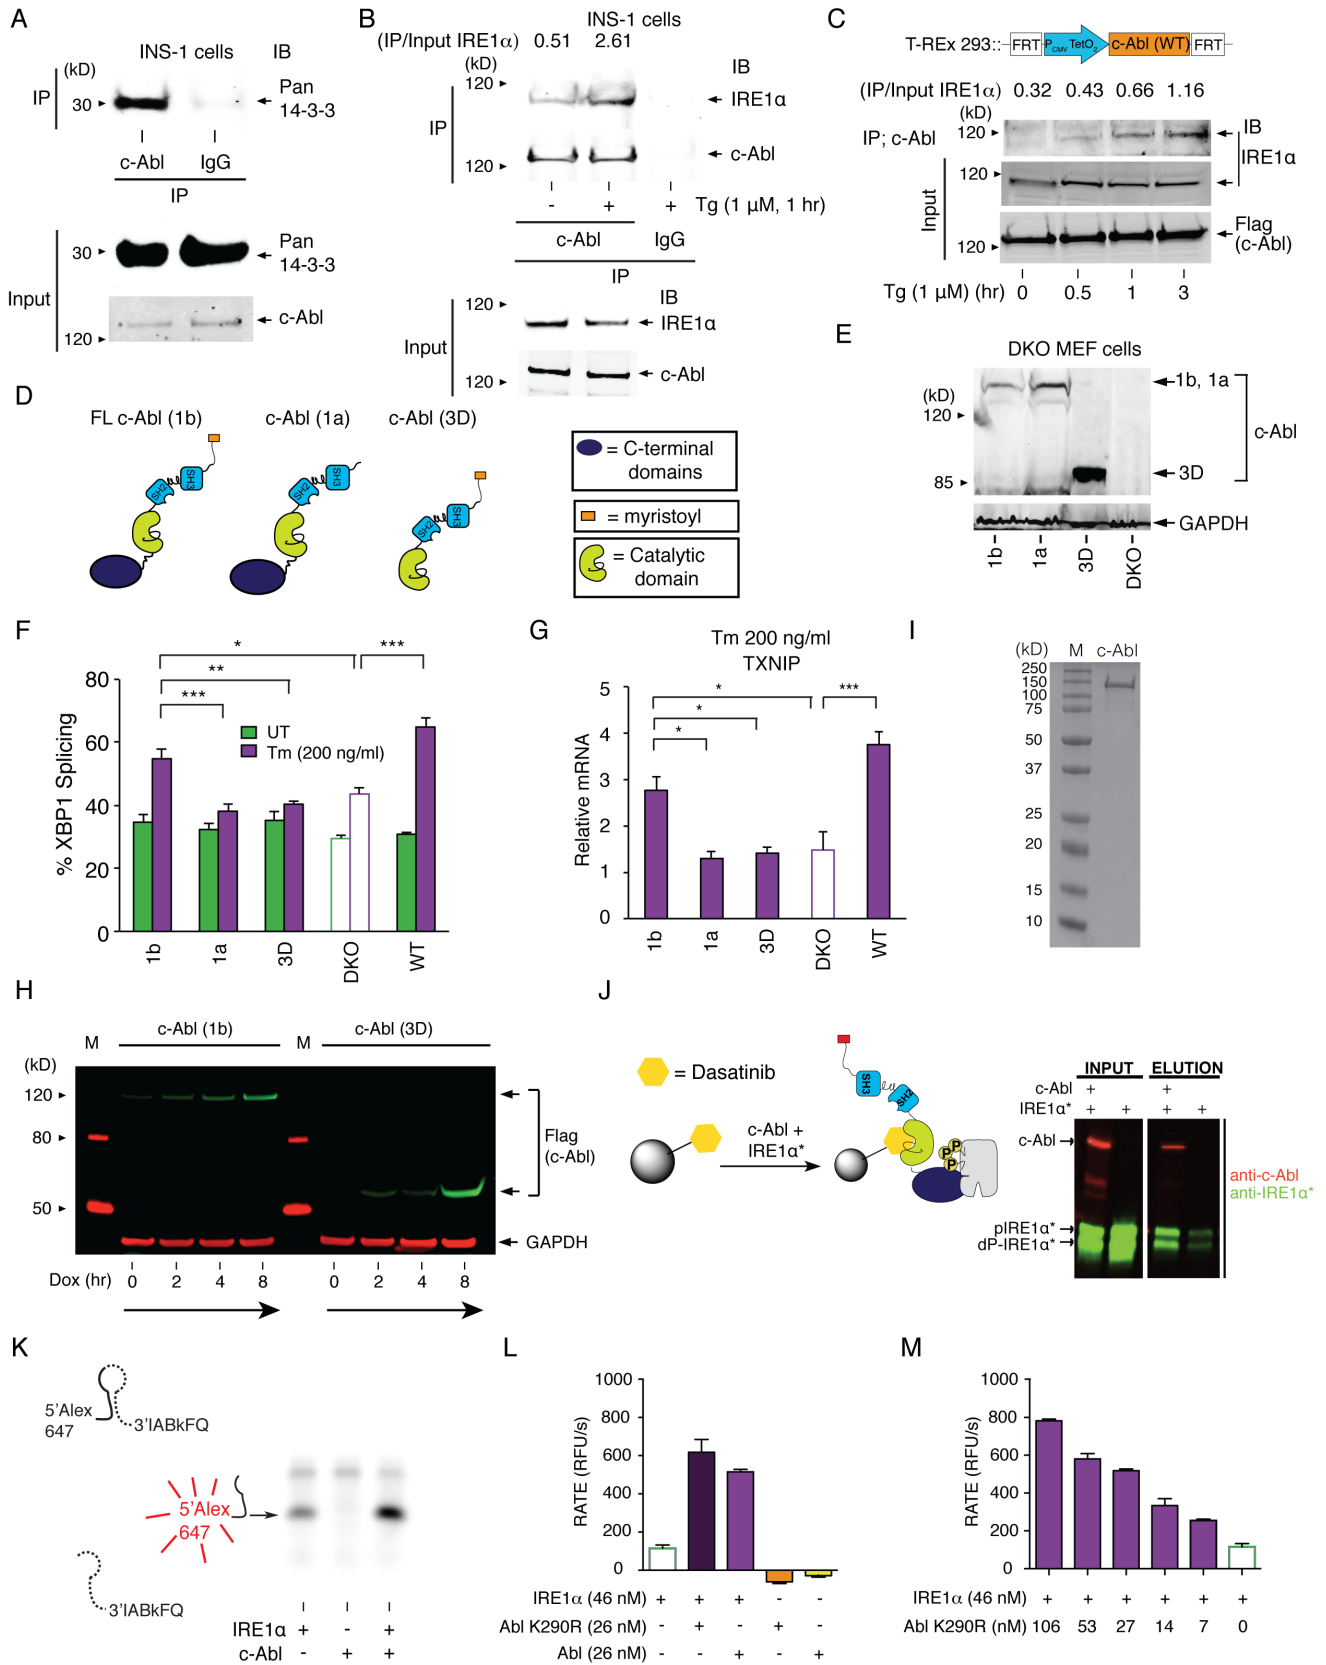 A
INS-1 cells
IB
(kD)
IP
30
Pan
14-3-3
c-Abl IgG
IP
Input
30
Pan
14-3-3
c-Abl
120
B
INS-1 cells
(IP/Input IRE1α) 0.51 2.61
(kD)
IB
120
IRE1α
IP
c-Abl
120
- + + Tg (1 µM, 1 hr)
c-Abl IgG
IP
IB
120
IRE1α
Input
c-Abl
120
C
T-REx 293:: FRT PCMV TetO2 c-Abl (WT) FRT
(IP/Input IRE1α) 0.32 0.43 0.66 1.16
(kD)
IP; c-Abl
120
IB
IRE1α
120
Input
Flag
(c-Abl)
120
Tg (1 µM) (hr) 0 0.5 1 3
D
FL c-Abl (1b) c-Abl (1a) c-Abl (3D)
SH2 SH3
SH2 SH3
SH2 SH3
= C-terminal
domains
= myristoyl
= Catalytic
domain
E
DKO MEF cells
(kD)
1b, 1a
120
c-Abl
3D
85
GAPDH
1b 1a 3D DKO
F
* ***
**
***
% XBP1 Splicing
80
60
40
20
0
UT
Tm (200 ng/ml)
1b 1a 3D DKO WT
G
Tm 200 ng/ml
TXNIP
* ***
*
*
Relative mRNA
5
4
3
2
1
0
1b 1a 3D DKO WT
I
(kD) M c-Abl
250
150
100
75
50
37
25
20
15
10
H
M c-Abl (1b) M c-Abl (3D)
(kD)
120
80
50
Flag
(c-Abl)
GAPDH
Dox (hr) 0 2 4 8 0 2 4 8
J
= Dasatinib
c-Abl +
IRE1α*
SH3 SH2
P P P
INPUT ELUTION
c-Abl + +
IRE1α* + + + +
c-Abl
anti-c-Abl
anti-IRE1α*
pIRE1α*
dP-IRE1α*
K
5'Alex
647
3'IABkFQ
5'Alex
647
3'IABkFQ
IRE1α + - +
c-Abl - + +
L
RATE (RFU/s)
1000
800
600
400
200
0
IRE1α (46 nM) + + + - -
Abl K290R (26 nM) - + - + -
Abl (26 nM) - - + - +
M
RATE (RFU/s)
1000
800
600
400
200
0
IRE1α (46 nM) + + + + + +
Abl K290R (nM) 106 53 27 14 7 0